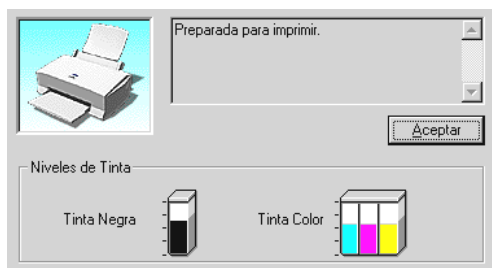 Preparada para imprimir.
Aceptar
Niveles de Tinta
Tinta Negra
Tinta Color